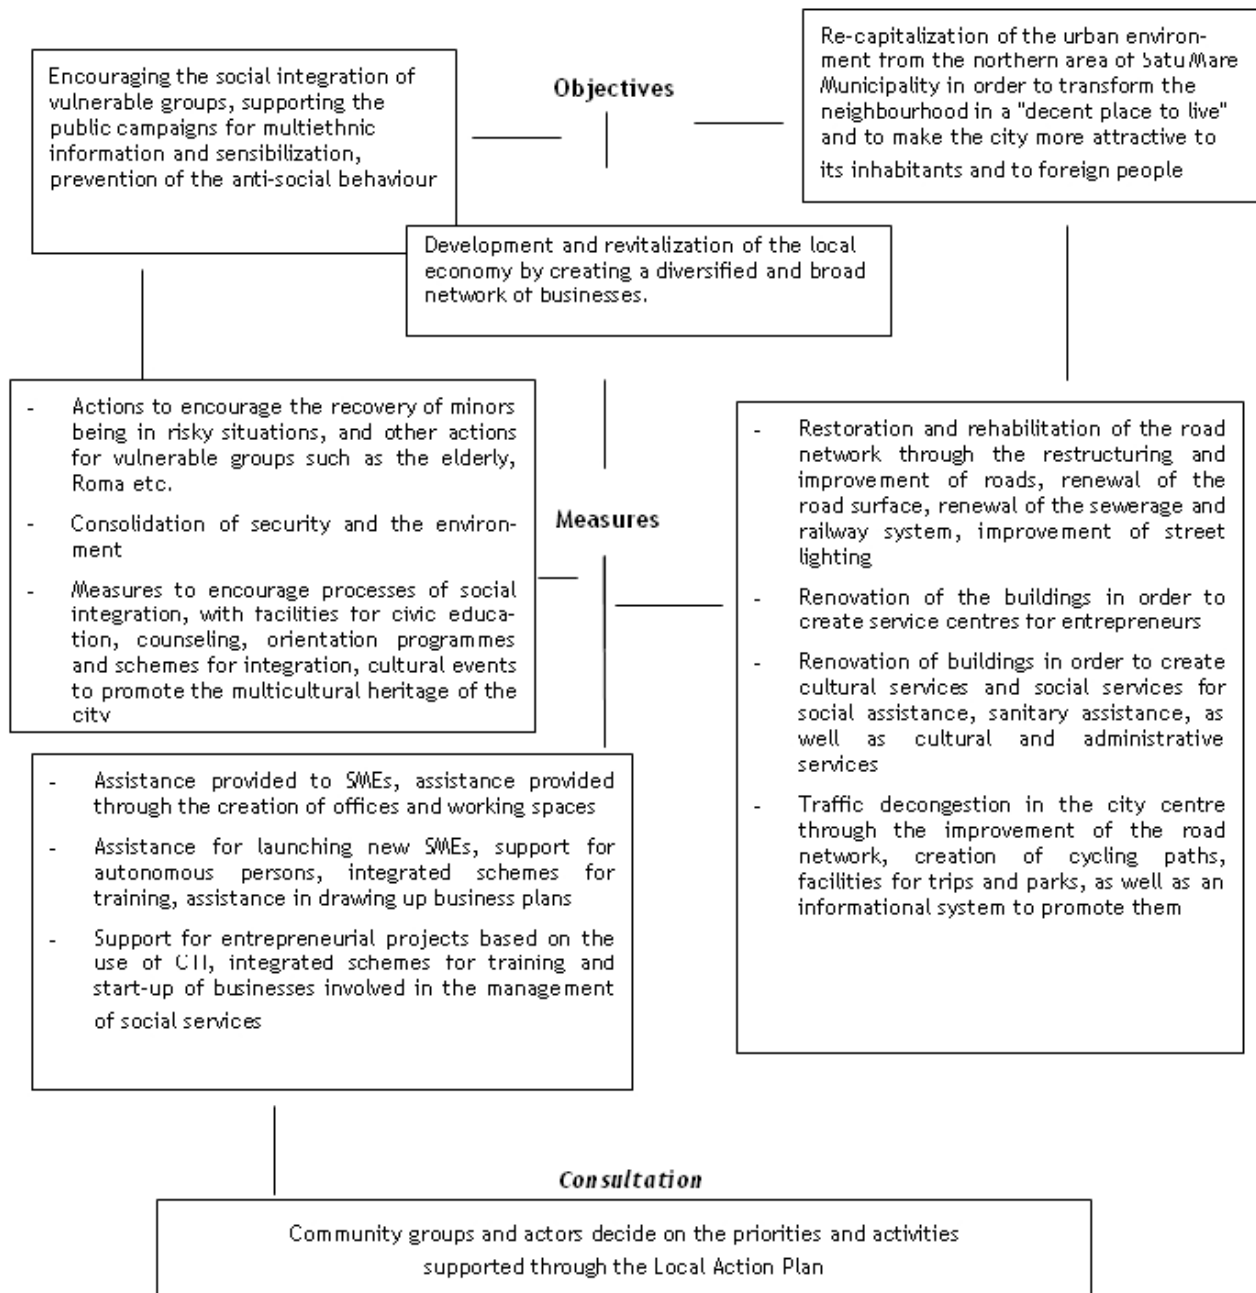 Encouraging the social integration of
vulnerable groups, supporting the
public campaigns for multiethnic
information and sensibilization,
prevention of the anti-social behaviour
Objectives
Re-capitalization of the urban environ-
ment from the northern area of Satu Mare
Municipality in order to transform the
neighbourhood in a "decent place to live"
and to make the city more attractive to
its inhabitants and to foreign people
Development and revitalization of the local
economy by creating a diversified and broad
network of businesses.
- Actions to encourage the recovery of minors
being in risky situations, and other actions
for vulnerable groups such as the elderly,
Roma etc.
- Consolidation of security and the environ-
ment
- Measures to encourage processes of social
integration, with facilities for civic educa-
tion, counseling, orientation programmes
and schemes for integration, cultural events
to promote the multicultural heritage of the
city
Measures
- Restoration and rehabilitation of the road
network through the restructuring and
improvement of roads, renewal of the
road surface, renewal of the sewerage and
railway system, improvement of street
lighting
- Renovation of the buildings in order to
create service centres for entrepreneurs
- Renovation of buildings in order to create
cultural services and social services for
social assistance, sanitary assistance, as
well as cultural and administrative
services
- Traffic decongestion in the city centre
through the improvement of the road
network, creation of cycling paths,
facilities for trips and parks, as well as an
informational system to promote them
- Assistance provided to SMEs, assistance provided
through the creation of offices and working spaces
- Assistance for launching new SMEs, support for
autonomous persons, integrated schemes for
training, assistance in drawing up business plans
- Support for entrepreneurial projects based on the
use of integrated schemes for training and
start-up of businesses involved in the management
of social services
Consultation
Community groups and actors decide on the priorities and activities
supported through the Local Action Plan